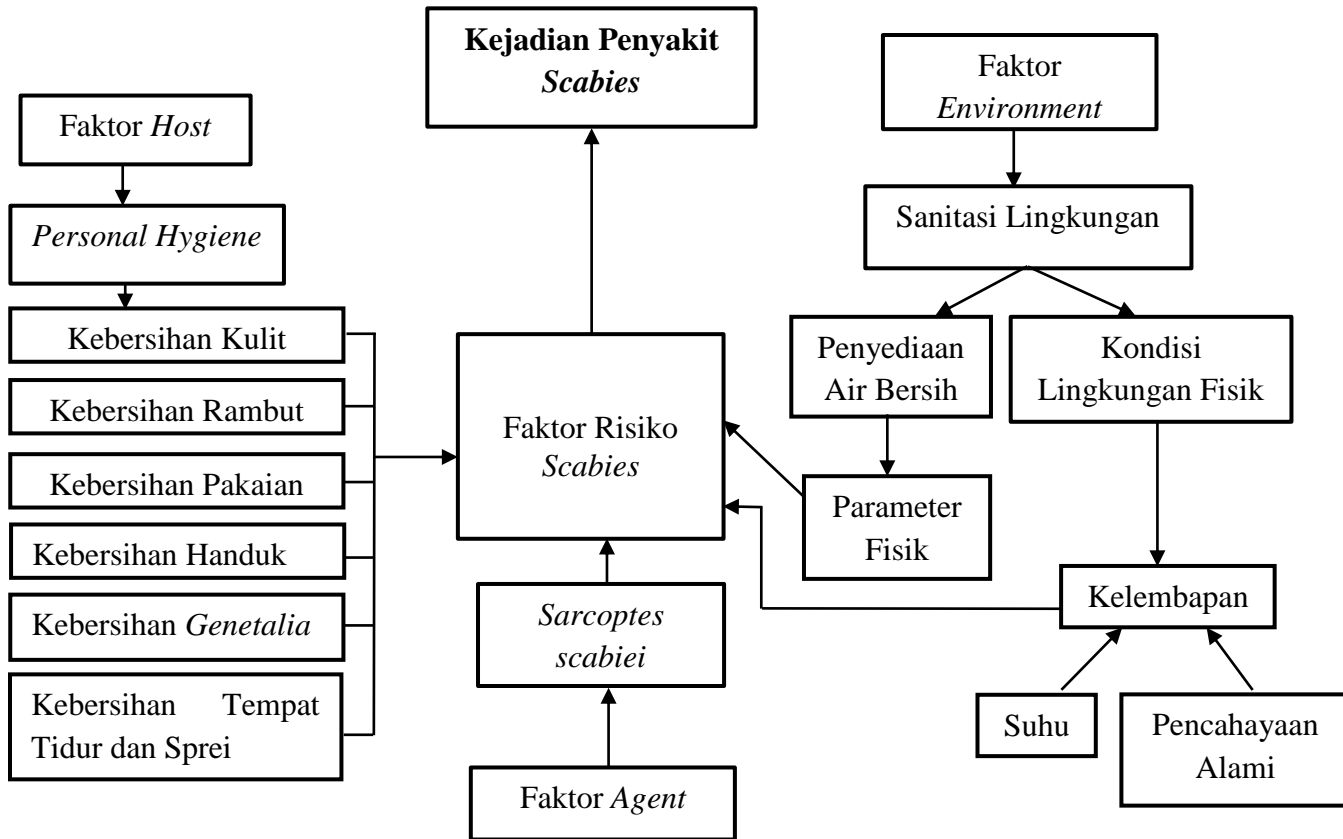 Kejadian Penyakit
Scabies
Faktor
Environment
Faktor Host
Sanitasi Lingkungan
Personal Hygiene
Kebersihan Kulit
Kebersihan Rambut
Kebersihan Pakaian
Kebersihan Handuk
Kebersihan Genetalia
Kebersihan Tempat
Tidur dan Sprei
Faktor Risiko
Scabies
Sarcoptes
scabiei
Faktor Agent
Penyediaan
Air Bersih
Parameter
Fisik
Kondisi
Lingkungan Fisik
Kelembapan
Suhu
Pencahayaan
Alami